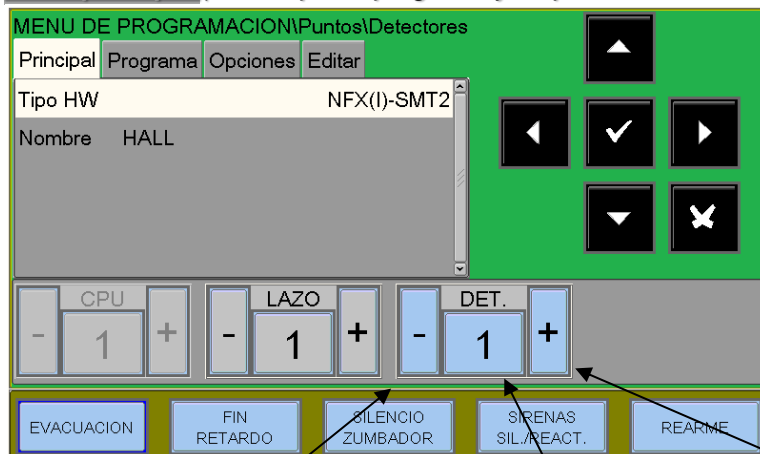 MENU DE PROGRAMACION\Puntos\Detectores
Principal Programa Opciones Editar
Tipo HW NFX(I)-SMT2
Nombre HALL
CPU LAZO DET.
- 1 + - 1 + - 1 +
EVACUACION FIN RETARDO SILENCIO ZUMBADOR SIRENAS SIL./REACT. REARME